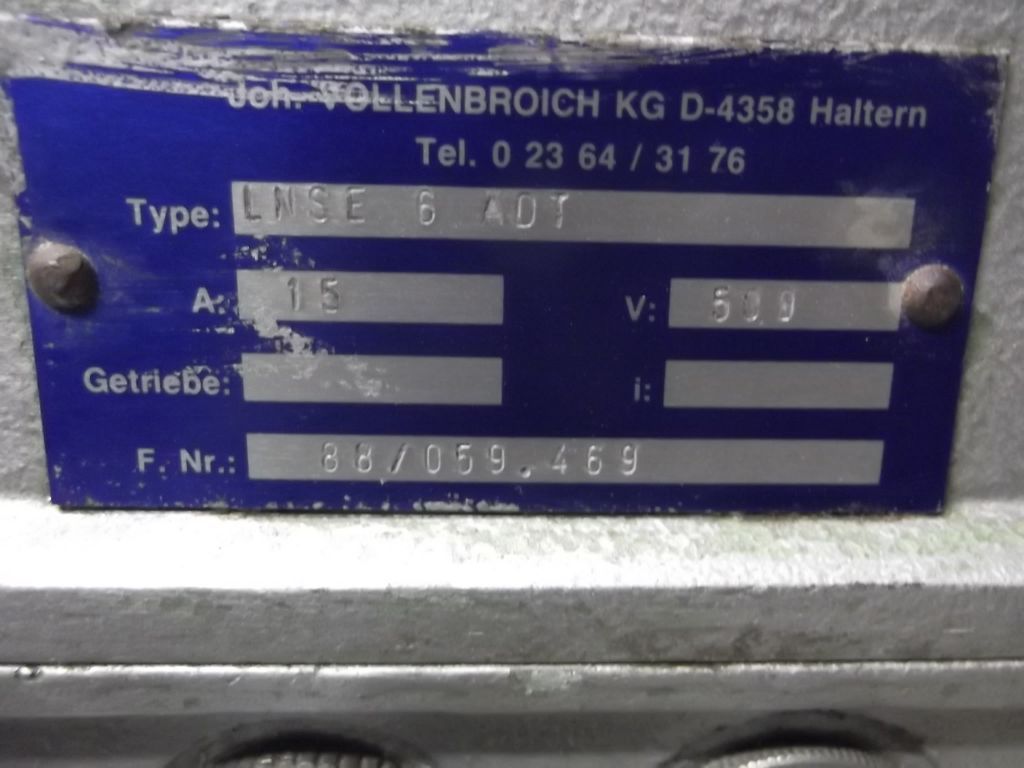 Joh. VOLLENBROICH KG D-4358 Haltern
Tel. 0 23 64 / 31 76
Type: LNSE 6 ADT
A: 15 V: 500
Getriebe: i:
F. Nr.: 88/059.469